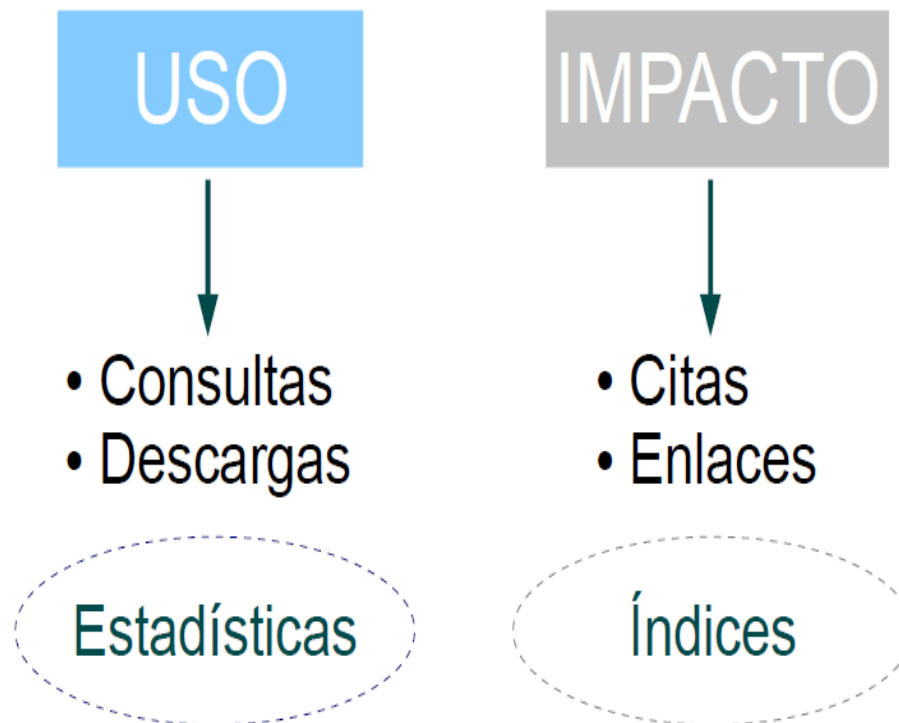 USO
• Consultas
• Descargas
Estadísticas
IMPACTO
• Citas
• Enlaces
Índices